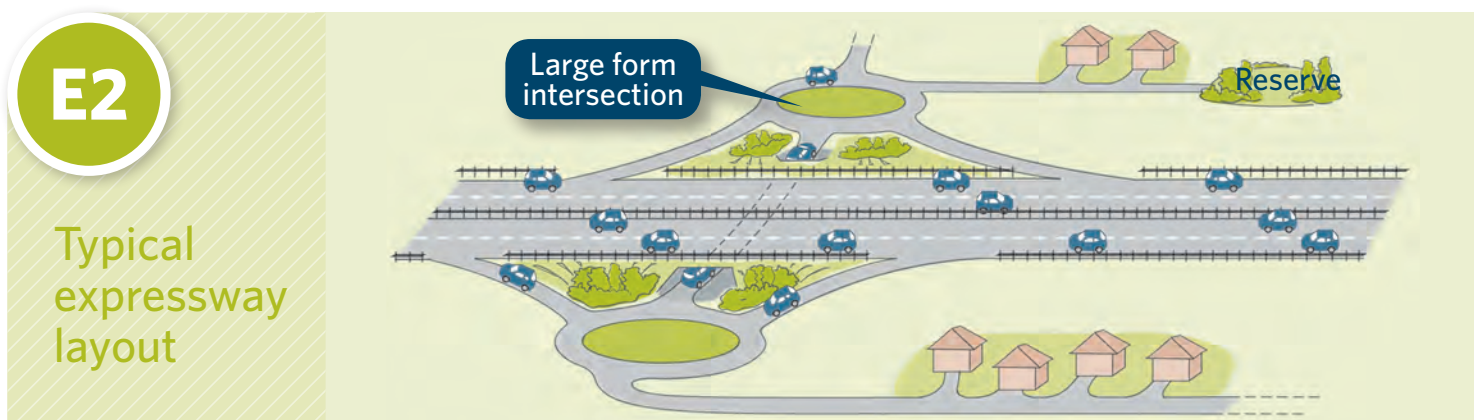 E2
Typical
expressway
layout
Large form
intersection
Reserve